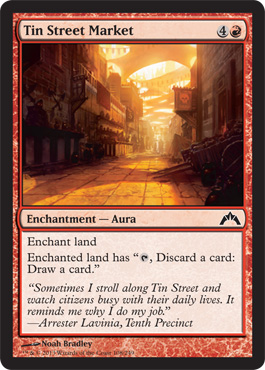 Tin Street Market 4
Enchantment — Aura
Enchant land
Enchanted land has “, Discard a card:
Draw a card.”
“Sometimes I stroll along Tin Street and
watch citizens busy with their daily lives. It
reminds me why I do my job.”
—Arrester Lavinia, Tenth Precinct
Noah Bradley